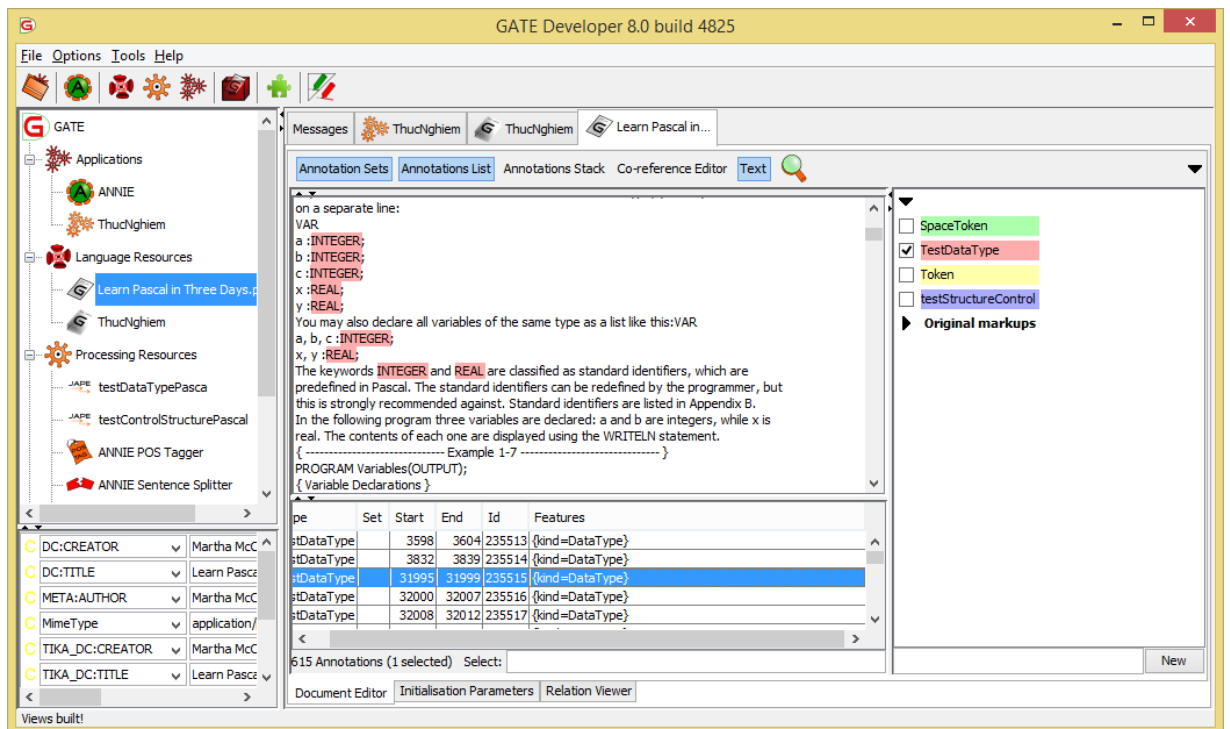 GATE Developer 8.0 build 4825
File Options Tools Help
GATE
Applications
ANNIE
ThucNghiem
Language Resources
Learn Pascal in Three Days.p
ThucNghiem
Processing Resources
testDataTypePasca
testControlStructurePascal
ANNIE POS Tagger
ANNIE Sentence Splitter
C DC:CREATOR Martha McC
C DC:TITLE Learn Pasca
C META:AUTHOR Martha McC
C MimeType application/
C TIKA_DC:CREATOR Martha McC
C TIKA_DC:TITLE Learn Pasca
Messages ThucNghiem ThucNghiem Learn Pascal in...
Annotation Sets Annotations List Annotations Stack Co-reference Editor Text
on a separate line:
VAR
a :INTEGER;
b :INTEGER;
c :INTEGER;
x :REAL;
y :REAL;
You may also declare all variables of the same type as a list like this:VAR
a, b, c :INTEGER;
x, y :REAL;
The keywords INTEGER and REAL are classified as standard identifiers, which are
predefined in Pascal. The standard identifiers can be redefined by the programmer, but
this is strongly recommended against. Standard identifiers are listed in Appendix B.
In the following program three variables are declared: a and b are integers, while x is
real. The contents of each one are displayed using the WRITELN statement.
{ ----------------------------- Example 1-7 ----------------------------- }
PROGRAM Variables(OUTPUT);
{ Variable Declarations }
SpaceToken
TestDataType
Token
testStructureControl
Original markups
pe Set Start End Id Features
stDataType 3598 3604 235513 {kind=DataType}
stDataType 3832 3839 235514 {kind=DataType}
stDataType 31995 31999 235515 {kind=DataType}
stDataType 32000 32007 235516 {kind=DataType}
stDataType 32008 32012 235517 {kind=DataType}
615 Annotations (1 selected) Select:
New
Document Editor Initialisation Parameters Relation Viewer
Views built!